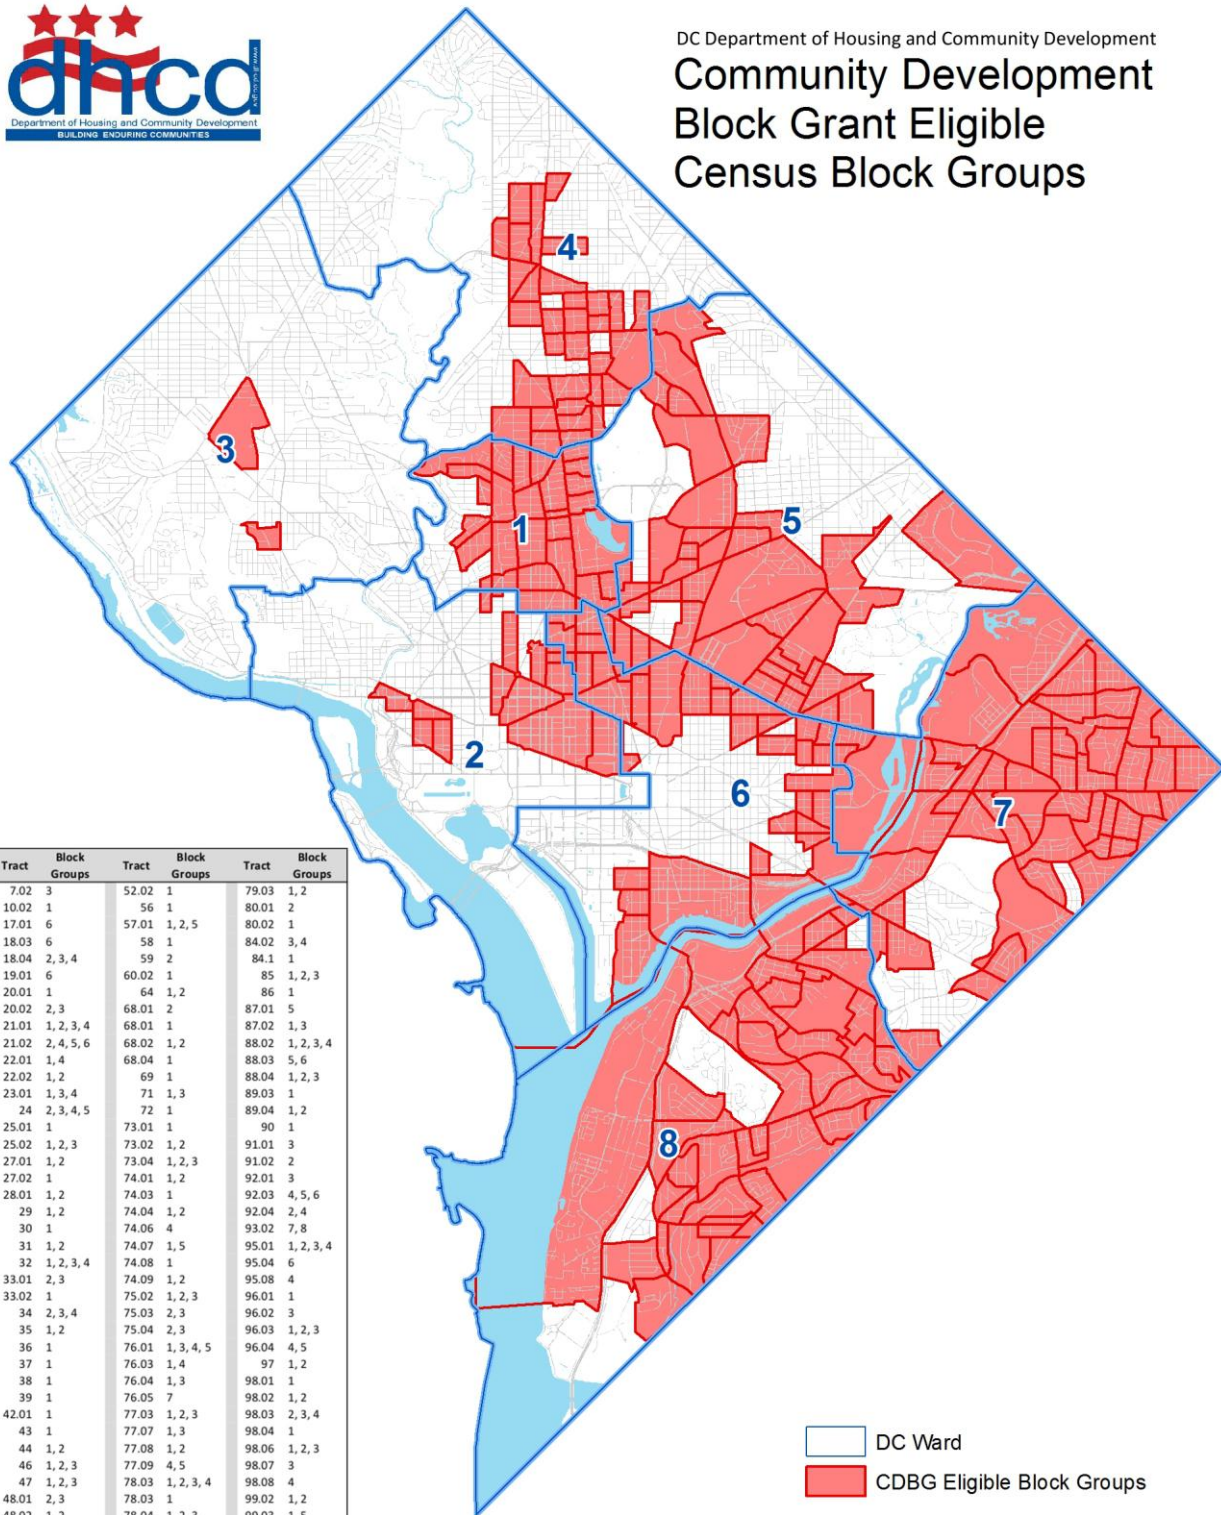 dhcd
Department of Housing and Community Development
BUILDING ENDURING COMMUNITIES
DC Department of Housing and Community Development
Community Development
Block Grant Eligible
Census Block Groups
4
3
1
5
2
6
7
8
Tract Block Groups Tract Block Groups Tract Block Groups
7.02 3 52.02 1 79.03 1, 2
10.02 1 56 1 80.01 2
17.01 6 57.01 1, 2, 5 80.02 1
18.03 6 58 1 84.02 3, 4
18.04 2, 3, 4 59 2 84.1 1
19.01 6 60.02 1 85 1, 2, 3
20.01 1 64 1, 2 86 1
20.02 2, 3 68.01 2 87.01 5
21.01 1, 2, 3, 4 68.01 1 87.02 1, 3
21.02 2, 4, 5, 6 68.02 1, 2 88.02 1, 2, 3, 4
22.01 1, 4 68.04 1 88.03 5, 6
22.02 1, 2 69 1 88.04 1, 2, 3
23.01 1, 3, 4 71 1, 3 89.03 1
24 2, 3, 4, 5 72 1 89.04 1, 2
25.01 1 73.01 1 90 1
25.02 1, 2, 3 73.02 1, 2 91.01 3
27.01 1, 2 73.04 1, 2, 3 91.02 2
27.02 1 74.01 1, 2 92.01 3
28.01 1, 2 74.03 1 92.03 4, 5, 6
29 1, 2 74.04 1, 2 92.04 2, 4
30 1 74.06 4 93.02 7, 8
31 1, 2 74.07 1, 5 95.01 1, 2, 3, 4
32 1, 2, 3, 4 74.08 1 95.04 6
33.01 2, 3 74.09 1, 2 95.08 4
33.02 1 75.02 1, 2, 3 96.01 1
34 2, 3, 4 75.03 2, 3 96.02 3
35 1, 2 75.04 2, 3 96.03 1, 2, 3
36 1 76.01 1, 3, 4, 5 96.04 4, 5
37 1 76.03 1, 4 97 1, 2
38 1 76.04 1, 3 98.01 1
39 1 76.05 7 98.02 1, 2
42.01 1 77.03 1, 2, 3 98.03 2, 3, 4
43 1 77.07 1, 3 98.04 1
44 1, 2 77.08 1, 2 98.06 1, 2, 3
46 1, 2, 3 77.09 4, 5 98.07 3
47 1, 2, 3 78.03 1, 2, 3, 4 98.08 4
48.01 2, 3 78.03 1 99.02 1, 2
DC Ward
CDBG Eligible Block Groups